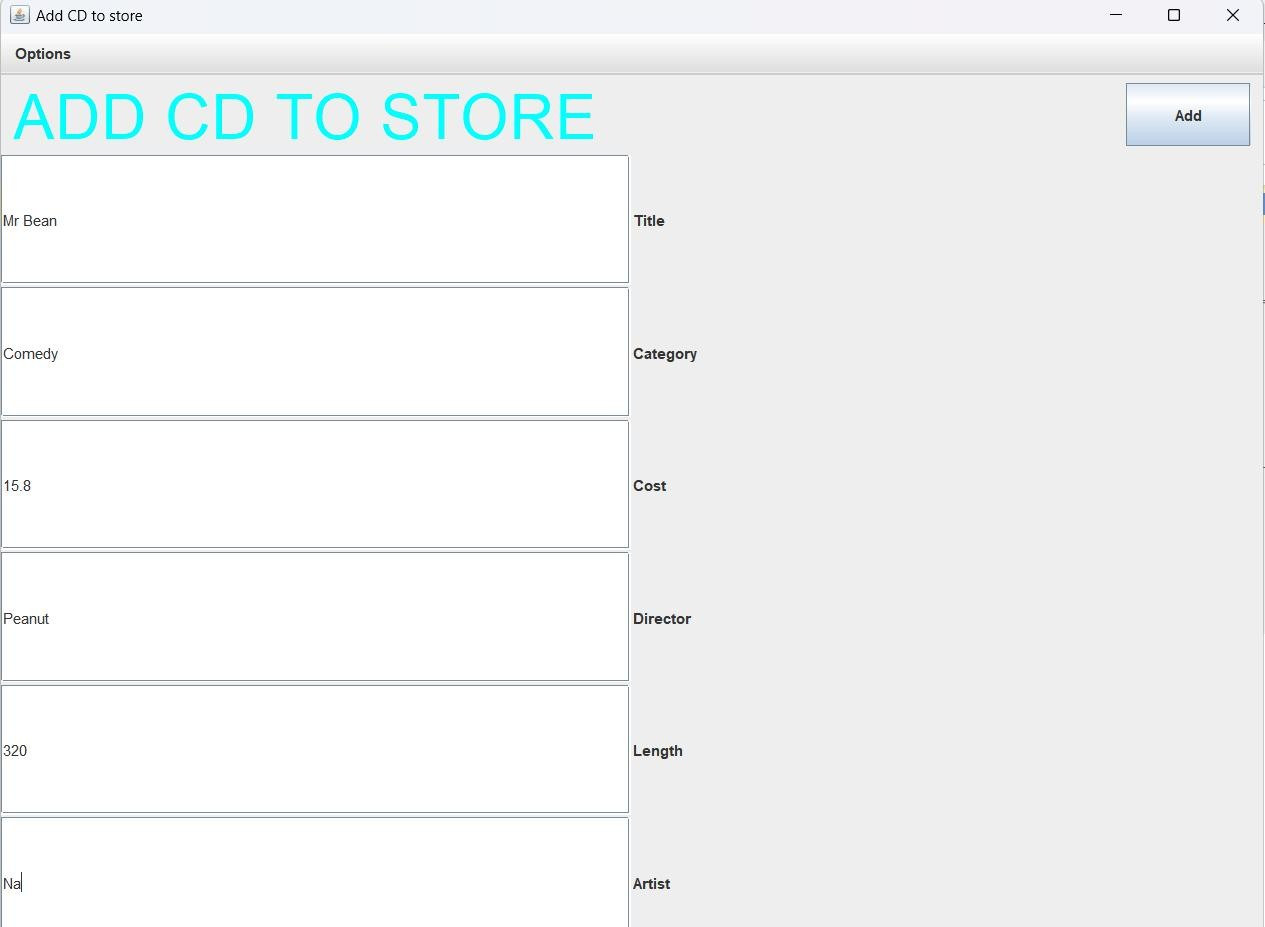 Add CD to store
Options
ADD CD TO STORE
Add
Mr Bean
Title
Comedy
Category
15.8
Cost
Peanut
Director
320
Length
Na
Artist